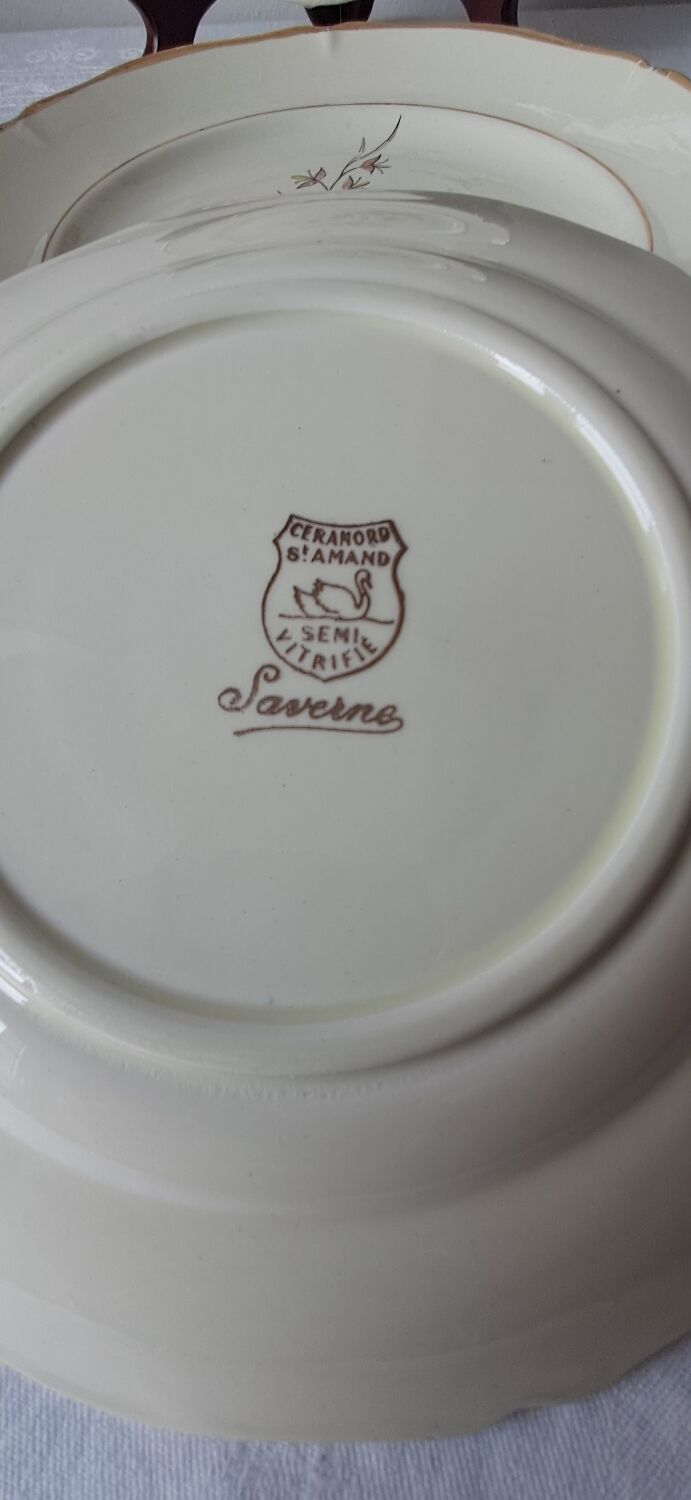 CERANORD
St AMAND
SEMI
VITRIFIE
Saverne